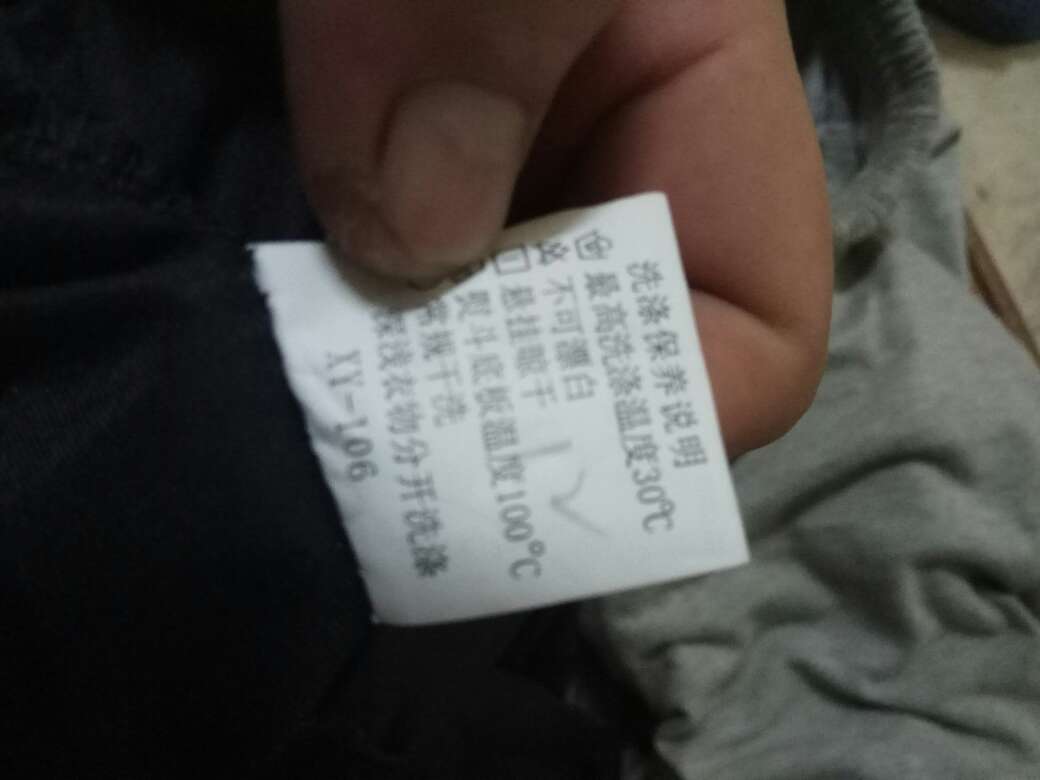 洗涤保养说明
最高洗涤温度30℃
不可漂白
悬挂晾干
熨斗底板温度100°C
常规干洗
深浅衣物分开洗涤
XY-106